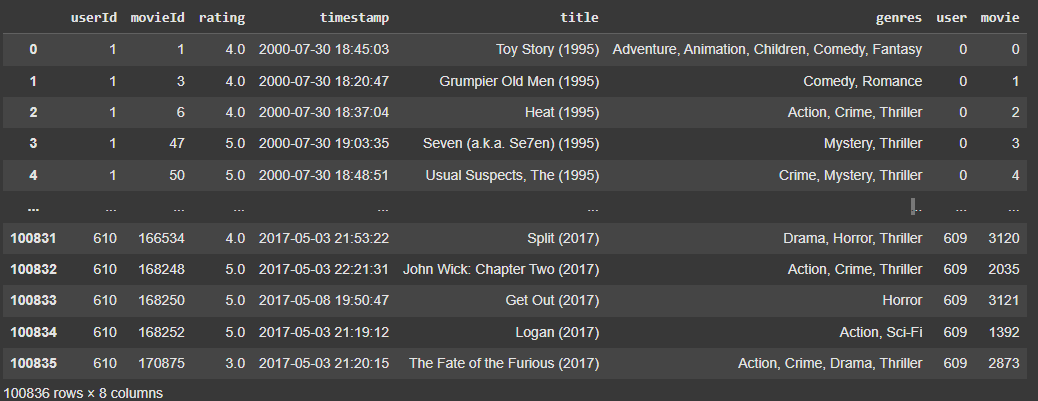 userId movieId rating timestamp title genres user movie
0 1 1 4.0 2000-07-30 18:45:03 Toy Story (1995) Adventure, Animation, Children, Comedy, Fantasy 0 0
1 1 3 4.0 2000-07-30 18:20:47 Grumpier Old Men (1995) Comedy, Romance 0 1
2 1 6 4.0 2000-07-30 18:37:04 Heat (1995) Action, Crime, Thriller 0 2
3 1 47 5.0 2000-07-30 19:03:35 Seven (a.k.a. Se7en) (1995) Mystery, Thriller 0 3
4 1 50 5.0 2000-07-30 18:48:51 Usual Suspects, The (1995) Crime, Mystery, Thriller 0 4
... ... ... ... ... ... ... ... ...
100831 610 166534 4.0 2017-05-03 21:53:22 Split (2017) Drama, Horror, Thriller 609 3120
100832 610 168248 5.0 2017-05-03 22:21:31 John Wick: Chapter Two (2017) Action, Crime, Thriller 609 2035
100833 610 168250 5.0 2017-05-08 19:50:47 Get Out (2017) Horror 609 3121
100834 610 168252 5.0 2017-05-03 21:19:12 Logan (2017) Action, Sci-Fi 609 1392
100835 610 170875 3.0 2017-05-03 21:20:15 The Fate of the Furious (2017) Action, Crime, Drama, Thriller 609 2873
100836 rows × 8 columns